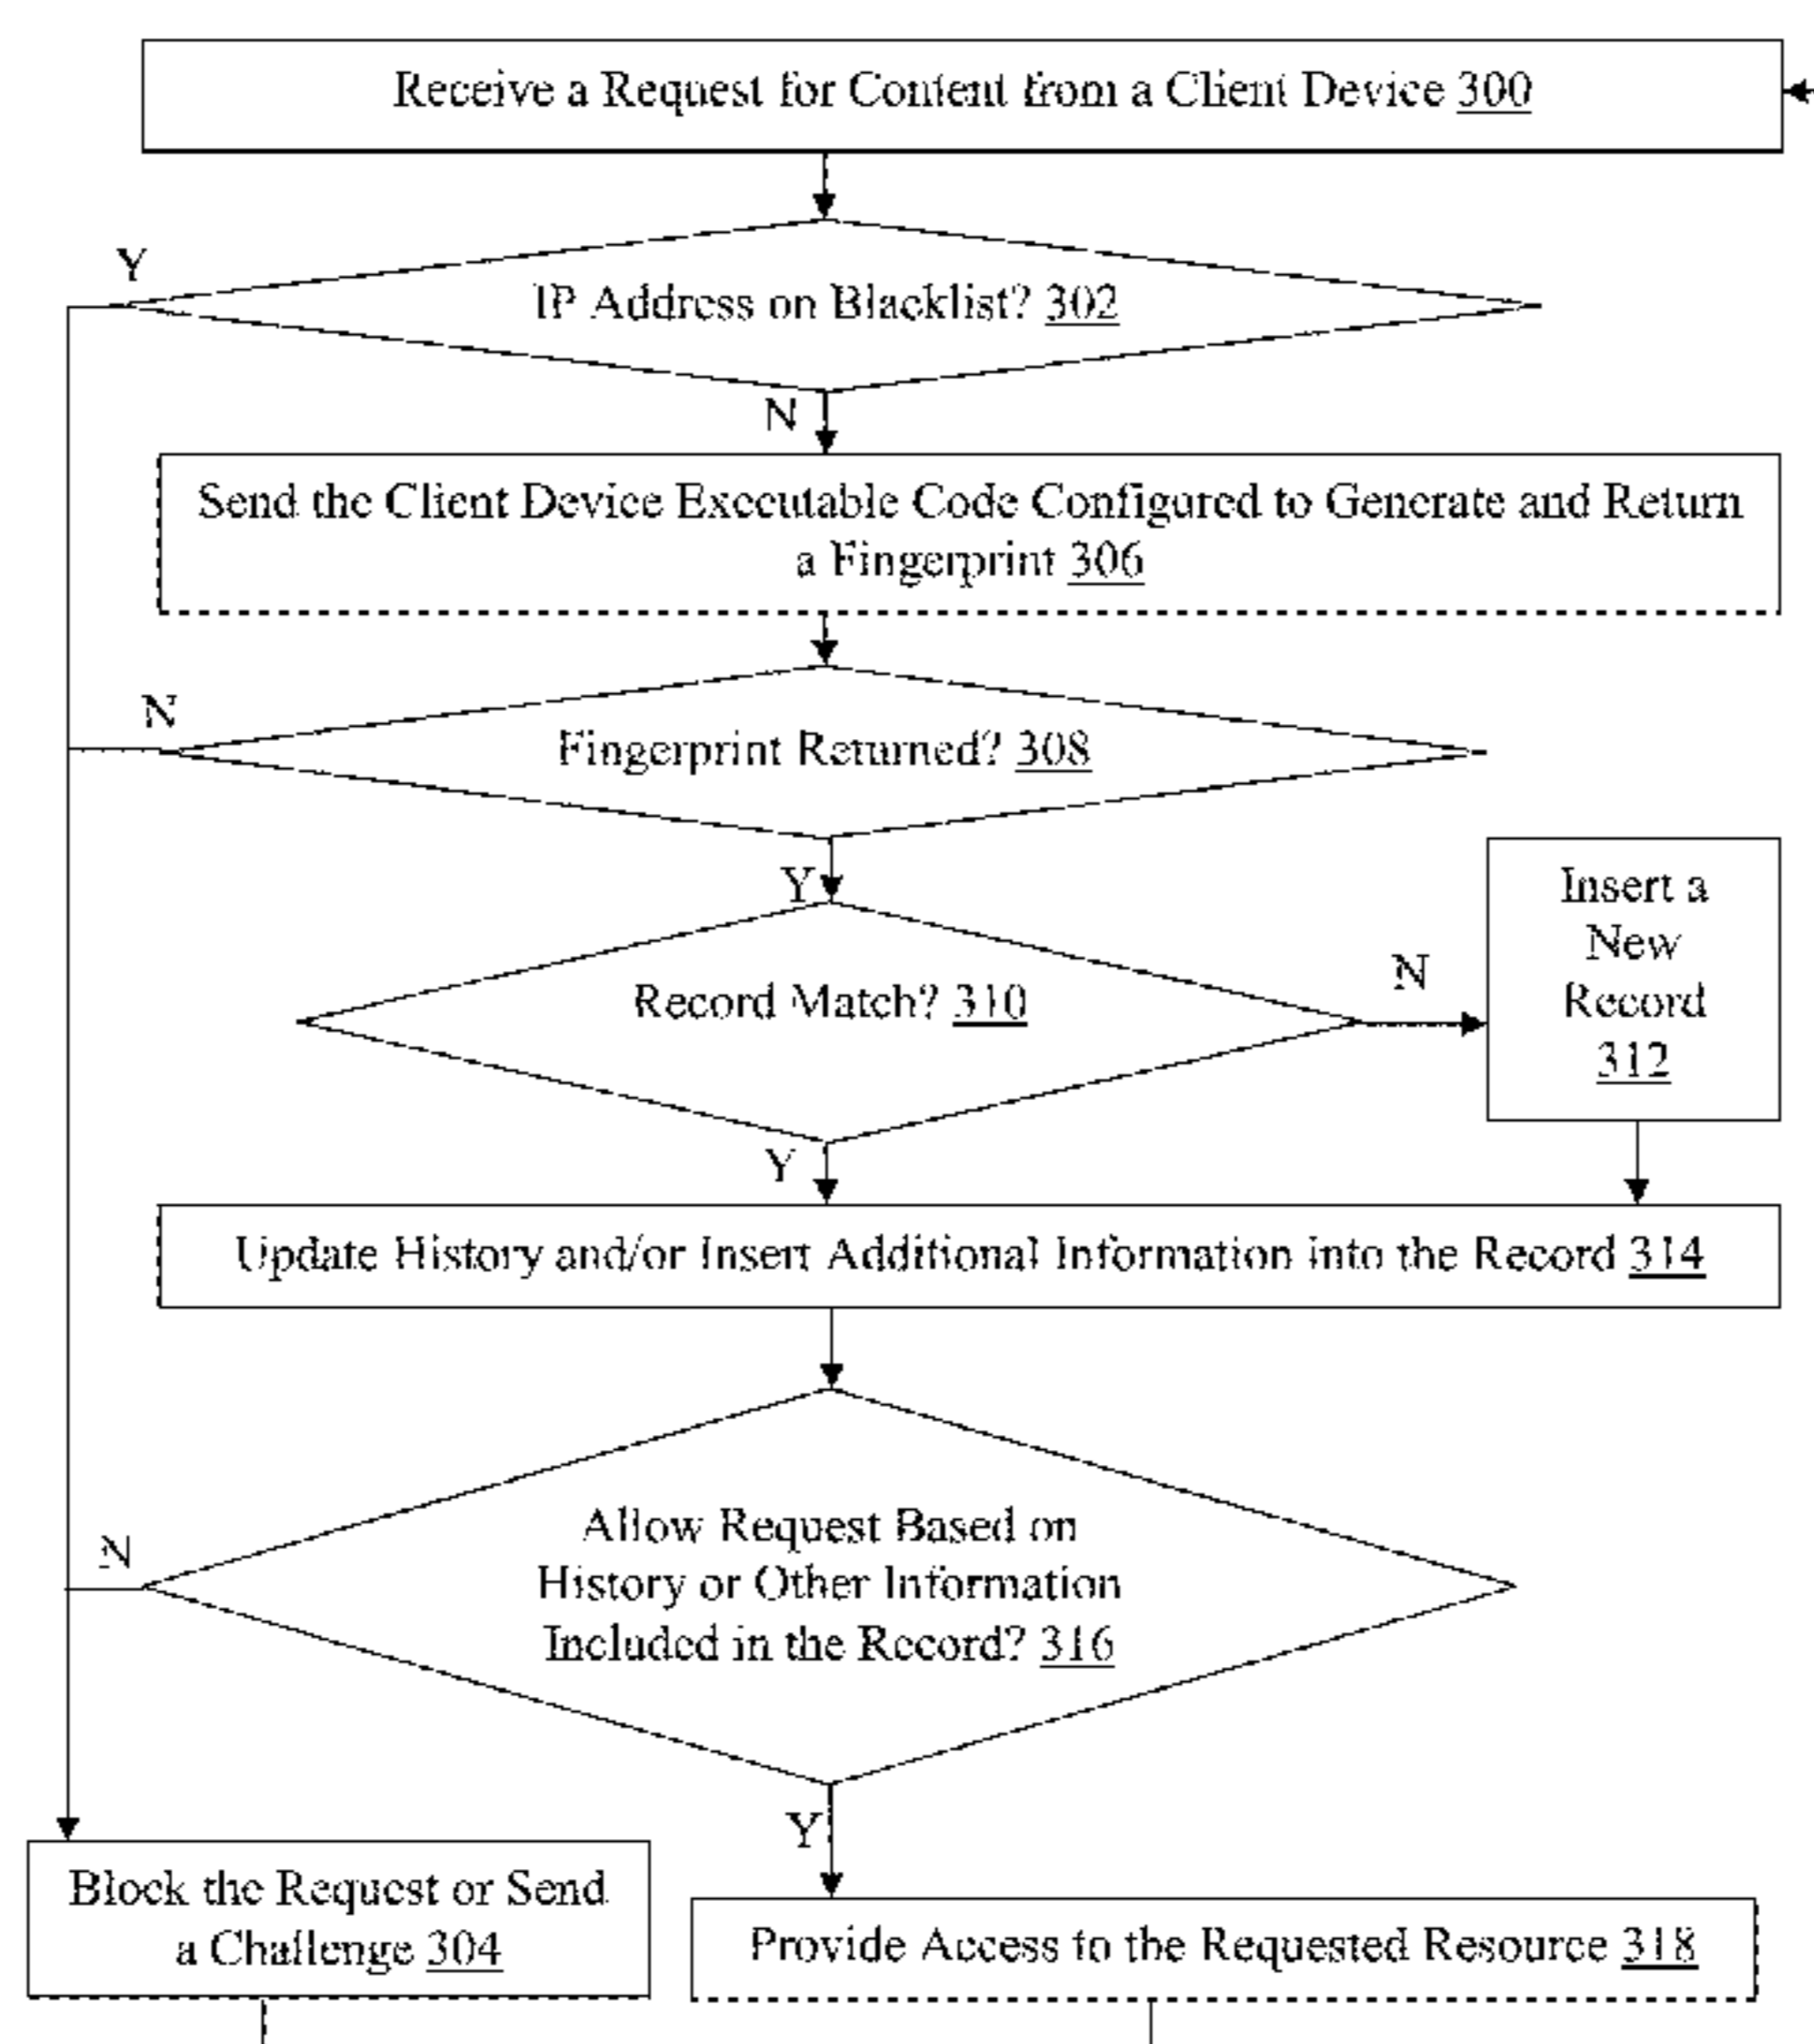 Receive a Request for Content from a Client Device 300
Y
IP Address on Blacklist? 302
N
Send the Client Device Executable Code Configured to Generate and Return
a Fingerprint 306
N
Fingerprint Returned? 308
Y
Record Match? 310
N
Insert a
New
Record
312
Y
Update History and/or Insert Additional Information into the Record 314
Allow Request Based on
History or Other Information
Included in the Record? 316
N
Y
Block the Request or Send
a Challenge 304
Provide Access to the Requested Resource 318